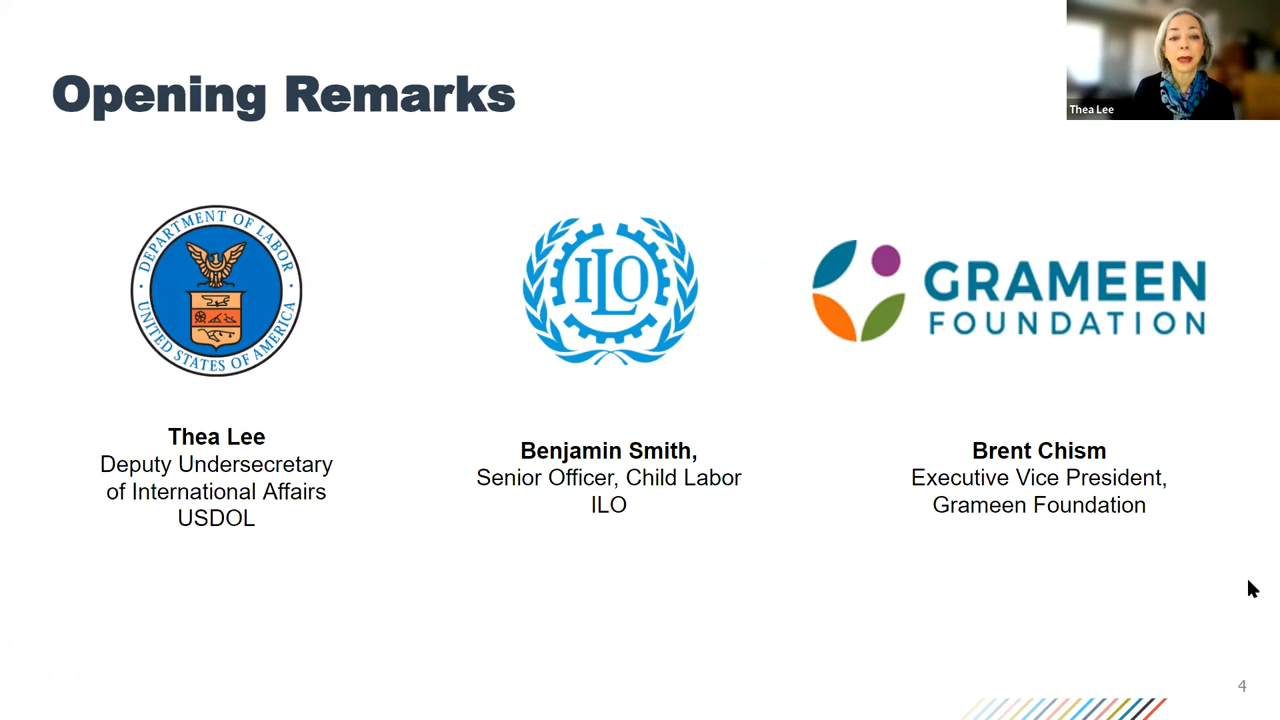 Opening Remarks
Thea Lee
DEPARTMENT OF LABOR
UNITED STATES OF AMERICA
ILO
GRAMEEN
FOUNDATION
Thea Lee
Deputy Undersecretary
of International Affairs
USDOL
Benjamin Smith,
Senior Officer, Child Labor
ILO
Brent Chism
Executive Vice President,
Grameen Foundation
4